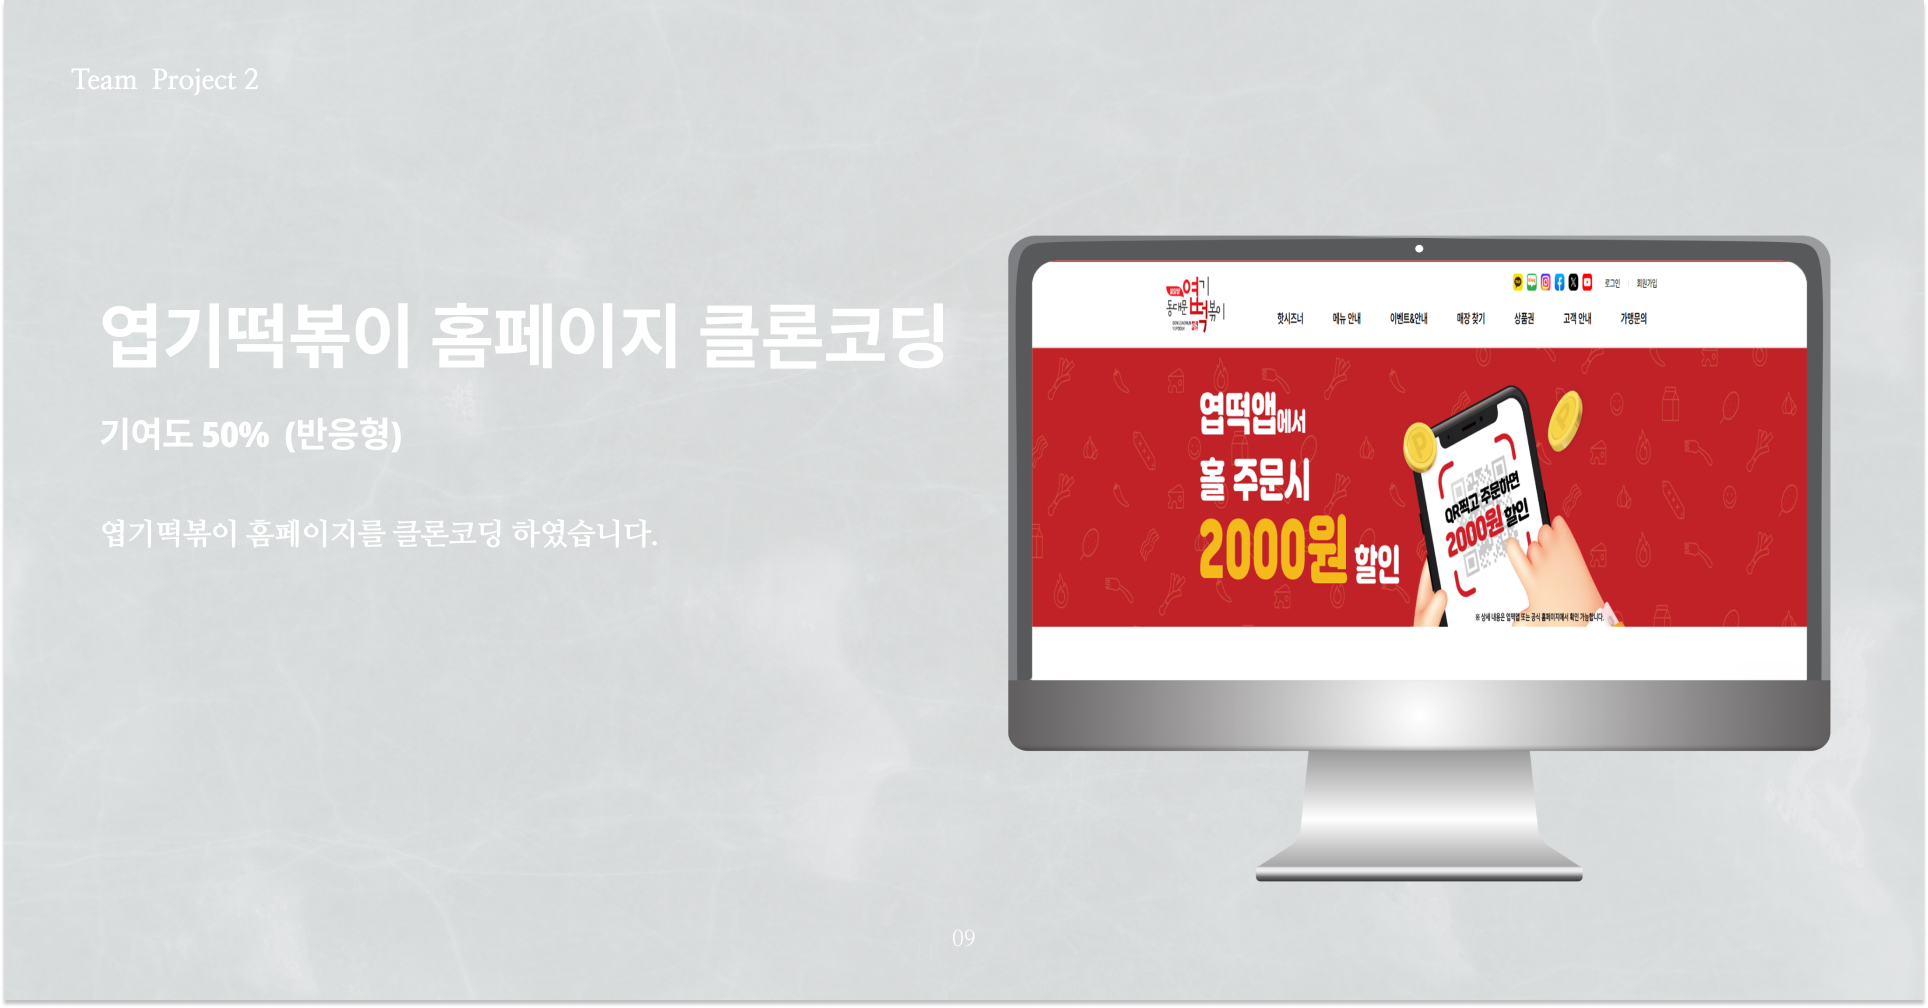 Team Project 2
엽기떡볶이 홈페이지 클론코딩
기여도 50% (반응형)
엽기떡볶이 홈페이지를 클론코딩 하였습니다.
로그인 회원가입
엽기
동대문 떡볶이
핫시즈너 메뉴 안내 이벤트&안내 매장 찾기 상품권 고객 안내 가맹문의
엽떡앱에서
홀 주문시
2000원 할인
QR찍고 주문하면
2000원 할인
※ 상세 내용은 엽떡앱 또는 공식 홈페이지에서 확인 가능합니다.
09